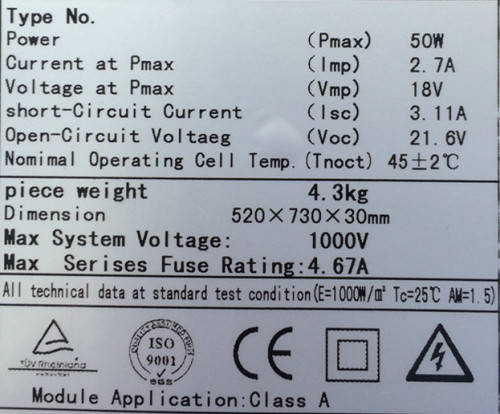 Type No.
Power (Pmax) 50W
Current at Pmax (Imp) 2.7A
Voltage at Pmax (Vmp) 18V
short-Circuit Current (Isc) 3.11A
Open-Circuit Voltaeg (Voc) 21.6V
Nomimal Operating Cell Temp. (Tnoct) 45±2℃
piece weight 4.3kg
Dimension 520×730×30mm
Max System Voltage: 1000V
Max Serises Fuse Rating: 4.67A
All technical data at standard test condition(E=1000W/㎡ Tc=25℃ AM=1.5)
TÜV Rheinland
ISO
9001
SGS
CE
Module Application:Class A